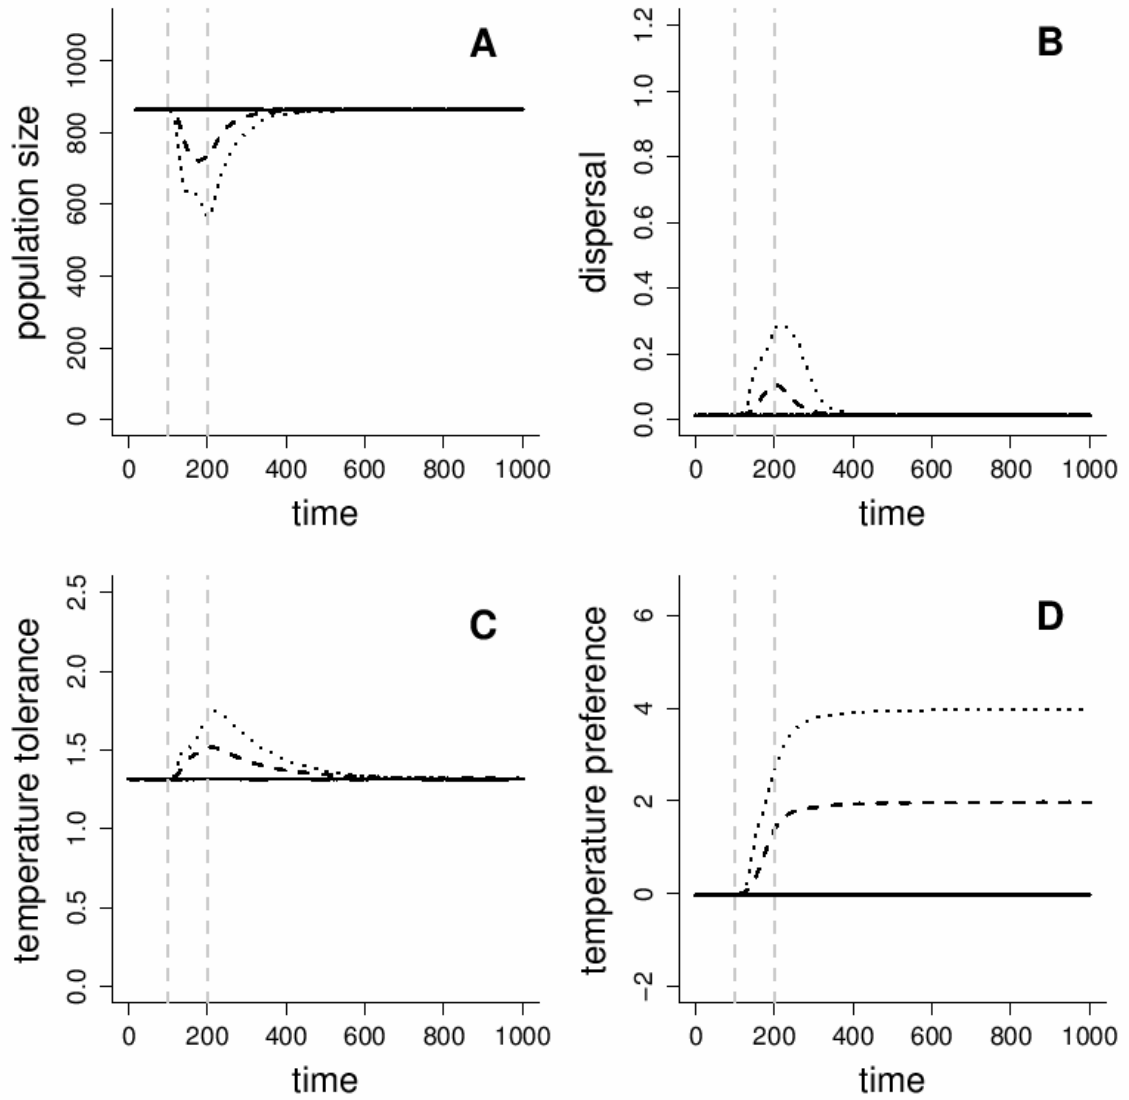 A
population size
0 200 400 600 800 1000
0 200 400 600 800 1000
time
B
dispersal
0.0 0.2 0.4 0.6 0.8 1.0 1.2
0 200 400 600 800 1000
time
C
temperature tolerance
0.0 0.5 1.0 1.5 2.0 2.5
0 200 400 600 800 1000
time
D
temperature preference
−2 0 2 4 6
0 200 400 600 800 1000
time